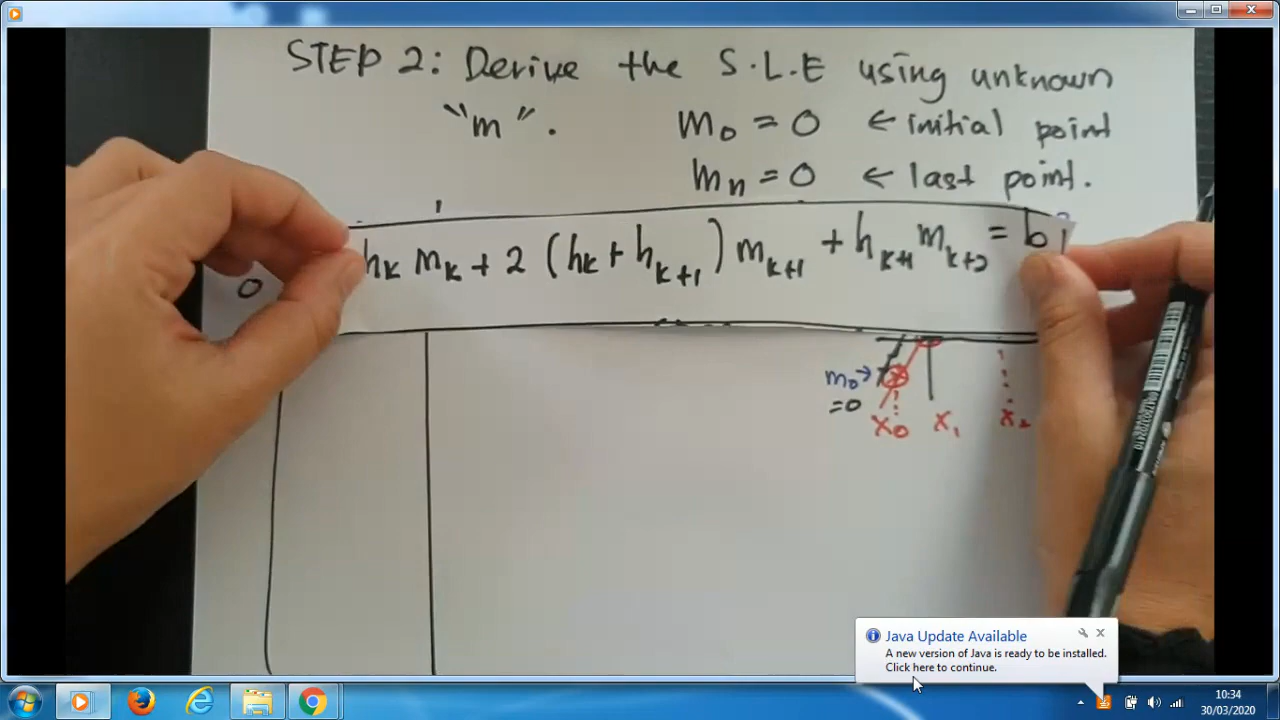 STEP 2: Derive the S.L.E using unknown
"m". m₀ = 0 ← initial point
mₙ = 0 ← last point.
hₖ mₖ + 2 (hₖ + hₖ₊₁) mₖ₊₁ + hₖ₊₁ mₖ₊₂ = b
0
m₀ →
= 0
x₀ x₁ x₂
Java Update Available
A new version of Java is ready to be installed.
Click here to continue.
10:34
30/03/2020